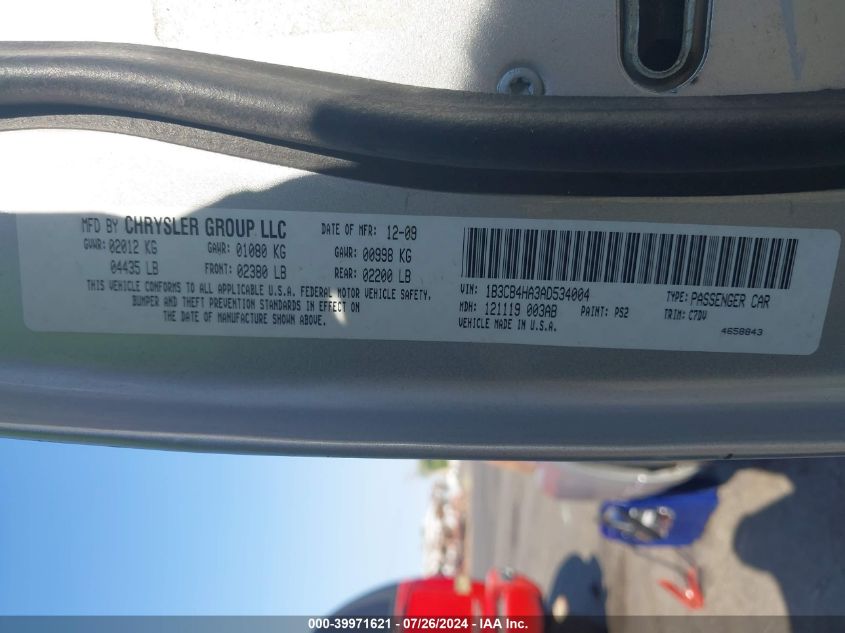 MFD BY CHRYSLER GROUP LLC DATE OF MFR: 12-09
GVWR: 02012 KG GAWR: 01080 KG GAWR: 00998 KG
04435 LB FRONT: 02380 LB REAR: 02200 LB
THIS VEHICLE CONFORMS TO ALL APPLICABLE U.S.A. FEDERAL MOTOR VEHICLE SAFETY,
BUMPER AND THEFT PREVENTION STANDARDS IN EFFECT ON
THE DATE OF MANUFACTURE SHOWN ABOVE.
VIN: 1B3CB4HA3AD534004 TYPE: PASSENGER CAR
MDH: 121119 003AB PAINT: PS2 TRIM: C7DV
VEHICLE MADE IN U.S.A. 4658843
000-39971621 / 07/26/2024 - IAA Inc.